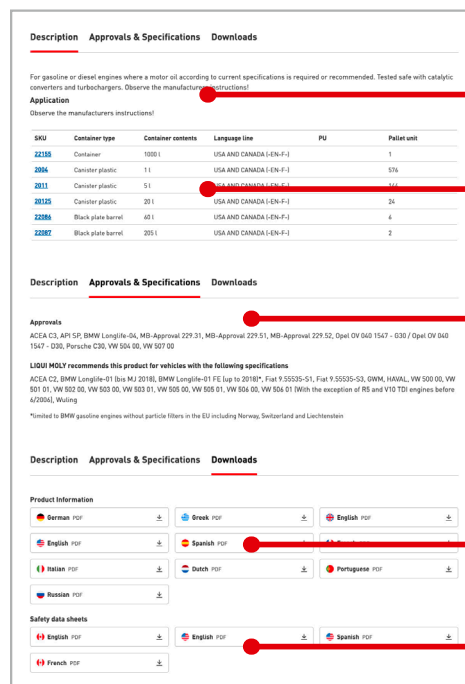 Description Approvals & Specifications Downloads
For gasoline or diesel engines where a motor oil according to current specifications is required or recommended. Tested safe with catalytic
converters and turbochargers. Observe the manufacturers instructions!
Application
Observe the manufacturers instructions!
SKU Container type Container contents Language line PU Pallet unit
22155 Container 1000 l USA AND CANADA (-EN-F-) 1
2004 Canister plastic 1 l USA AND CANADA (-EN-F-) 576
2011 Canister plastic 5 l USA AND CANADA (-EN-F-)
20125 Canister plastic 20 l USA AND CANADA (-EN-F-) 24
22086 Black plate barrel 60 l USA AND CANADA (-EN-F-) 6
22087 Black plate barrel 205 l USA AND CANADA (-EN-F-) 2
Description Approvals & Specifications Downloads
Approvals
ACEA C3, API SP, BMW Longlife-04, MB-Approval 229.31, MB-Approval 229.51, MB-Approval 229.52, Opel OV 040 1547 - G30 / Opel OV 040
1547 - D30, Porsche C30, VW 504 00, VW 507 00
LIQUI MOLY recommends this product for vehicles with the following specifications
ACEA C2, BMW Longlife-01 (bis MJ 2018), BMW Longlife-01 FE (up to 2018)*, Fiat 9.55535-S1, Fiat 9.55535-S3, GWM, HAVAL, VW 500 00, VW
501 01, VW 502 00, VW 503 00, VW 503 01, VW 505 00, VW 505 01, VW 506 00, VW 506 01 (With the exception of R5 and V10 TDI engines before
6/2006), Wuling
*limited to BMW gasoline engines without particle filters in the EU including Norway, Switzerland and Liechtenstein
Description Approvals & Specifications Downloads
Product Information
German PDF Greek PDF English PDF
English PDF Spanish PDF
Italian PDF Dutch PDF Portuguese PDF
Russian PDF
Safety data sheets
English PDF English PDF Spanish PDF
French PDF